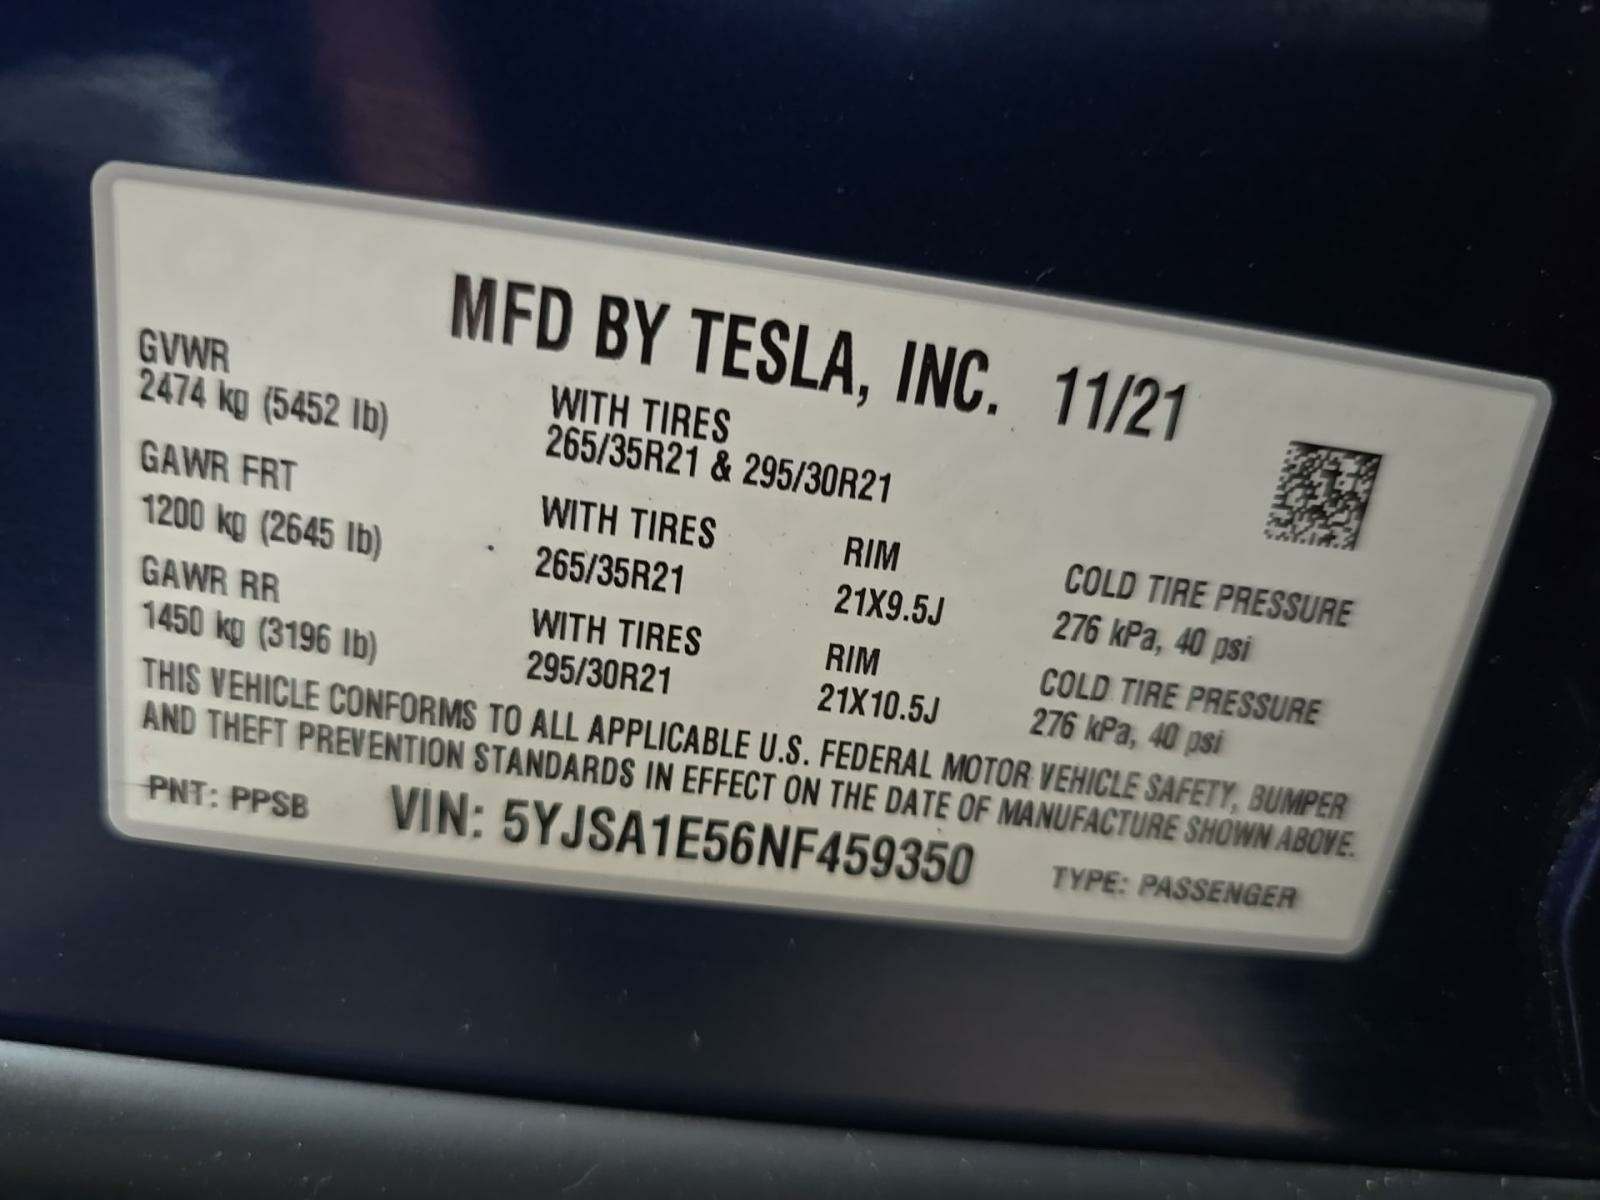 MFD BY TESLA, INC. 11/21
GVWR
2474 kg (5452 lb)
WITH TIRES
265/35R21 & 295/30R21
GAWR FRT
1200 kg (2645 lb)
WITH TIRES
265/35R21
RIM
21X9.5J
COLD TIRE PRESSURE
276 kPa, 40 psi
GAWR RR
1450 kg (3196 lb)
WITH TIRES
295/30R21
RIM
21X10.5J
COLD TIRE PRESSURE
276 kPa, 40 psi
THIS VEHICLE CONFORMS TO ALL APPLICABLE U.S. FEDERAL MOTOR VEHICLE SAFETY, BUMPER
AND THEFT PREVENTION STANDARDS IN EFFECT ON THE DATE OF MANUFACTURE SHOWN ABOVE.
PNT: PPSB VIN: 5YJSA1E56NF459350 TYPE: PASSENGER